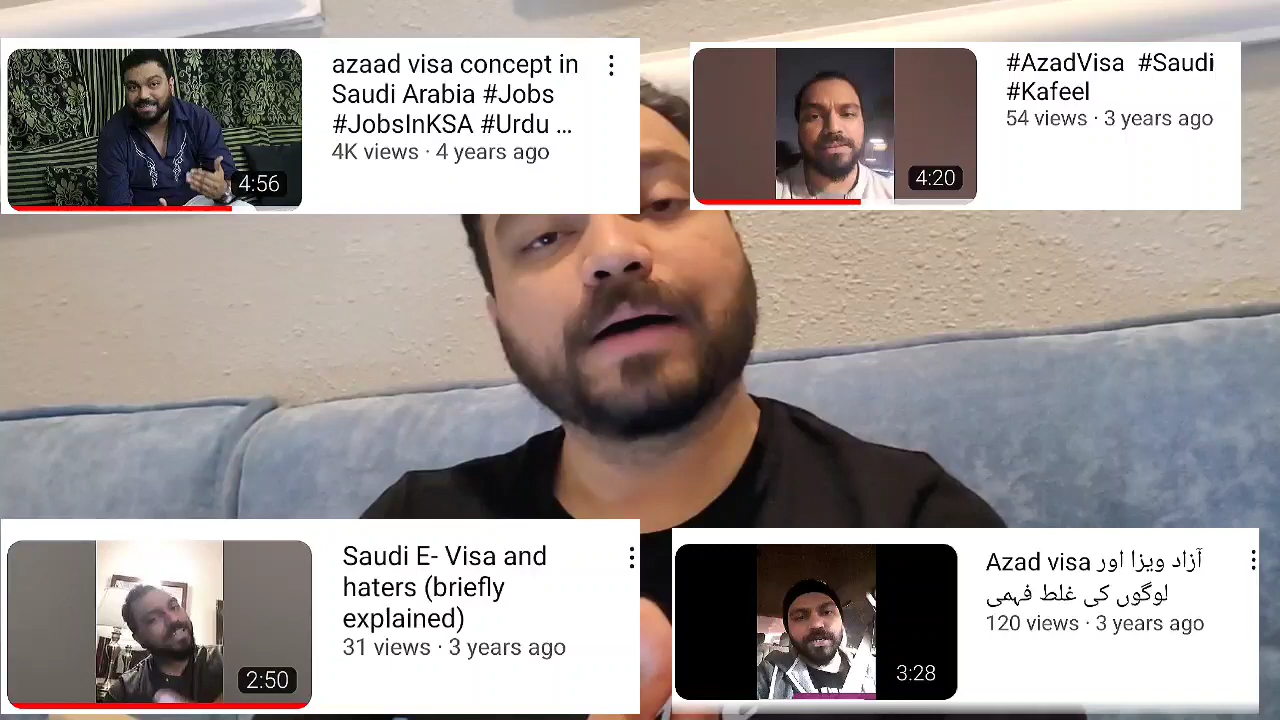 azaad visa concept in
Saudi Arabia #Jobs
#JobsInKSA #Urdu ...
4K views · 4 years ago
4:56
#AzadVisa #Saudi
#Kafeel
54 views · 3 years ago
4:20
Saudi E- Visa and
haters (briefly
explained)
31 views · 3 years ago
2:50
Azad visa آزاد ویزا اور
لوگوں کی غلط فہمی
120 views · 3 years ago
3:28